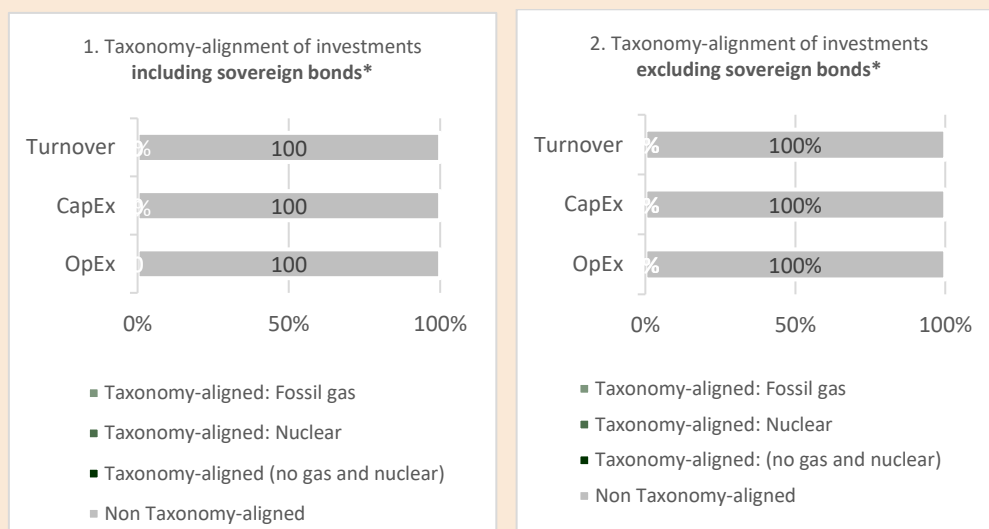 1. Taxonomy-alignment of investments
including sovereign bonds*
Turnover
%
100
CapEx
%
100
OpEx
0
100
0%
50%
100%
Taxonomy-aligned: Fossil gas
Taxonomy-aligned: Nuclear
Taxonomy-aligned (no gas and nuclear)
Non Taxonomy-aligned
2. Taxonomy-alignment of investments
excluding sovereign bonds*
Turnover
%
100%
CapEx
%
100%
OpEx
%
100%
0%
50%
100%
Taxonomy-aligned: Fossil gas
Taxonomy-aligned: Nuclear
Taxonomy-aligned: (no gas and nuclear)
Non Taxonomy-aligned